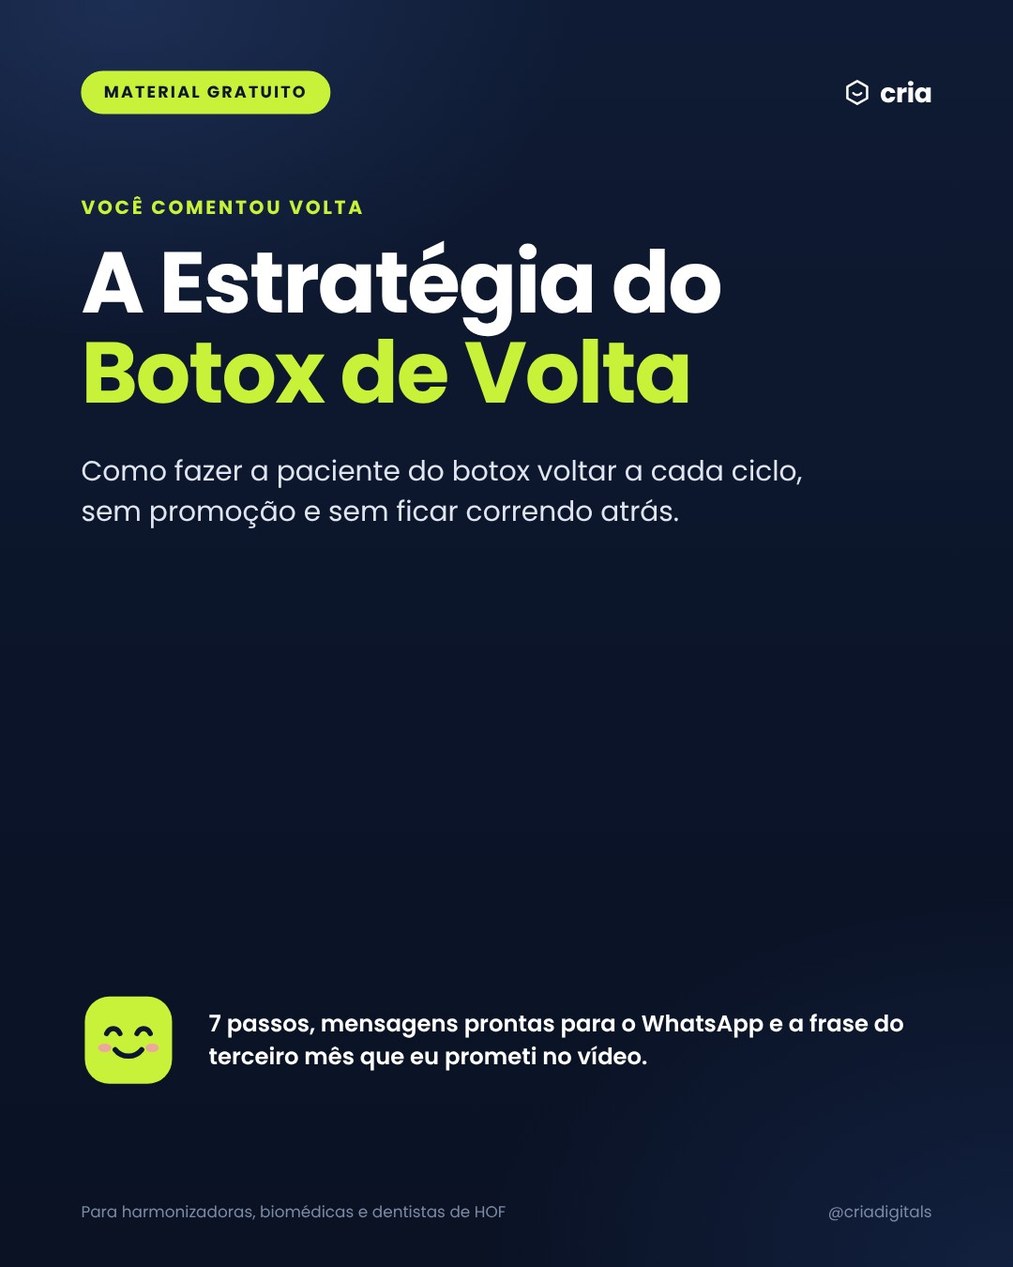 MATERIAL GRATUITO
cria
VOCÊ COMENTOU VOLTA
A Estratégia do
Botox de Volta
Como fazer a paciente do botox voltar a cada ciclo,
sem promoção e sem ficar correndo atrás.
7 passos, mensagens prontas para o WhatsApp e a frase do
terceiro mês que eu prometi no vídeo.
Para harmonizadoras, biomédicas e dentistas de HOF
@criadigitals